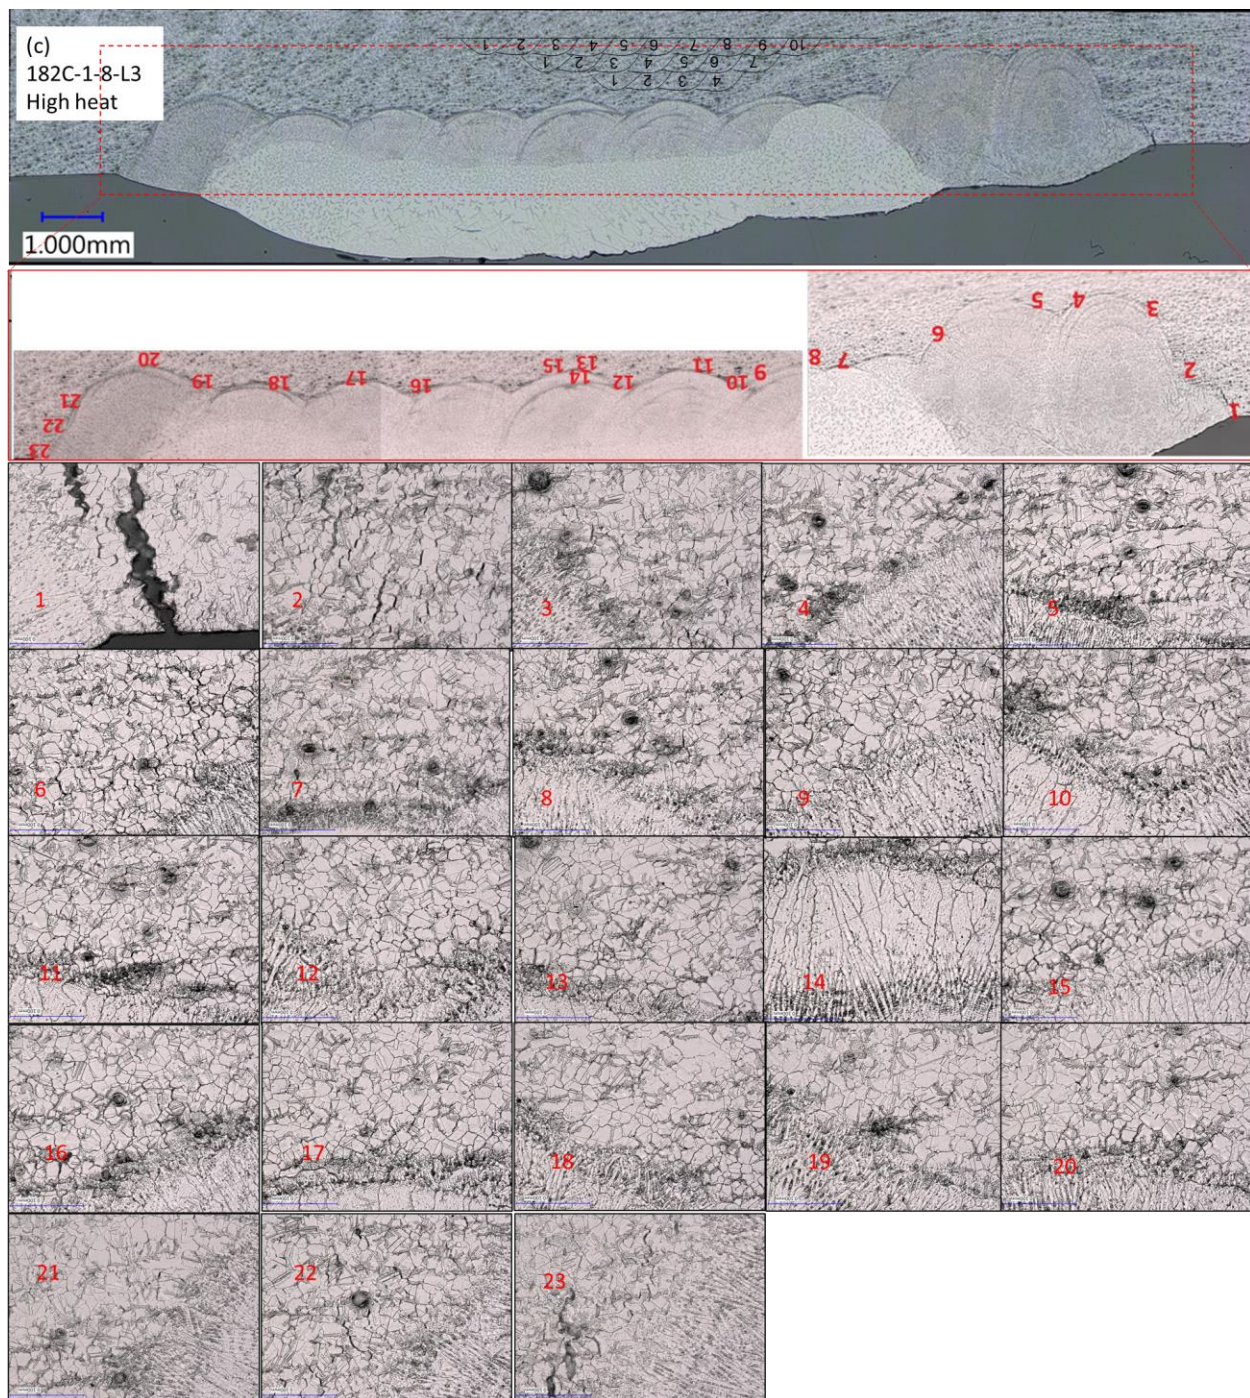 (c)
182C-1-8-L3
High heat
1 2 3 4 5 6 7 8 9 10
1 2 3 4 5 6 7
1 2 3 4
1.000mm
23 22 21 20 19 18 17 16 15 14 13 12 11 10 9
8 7 6 5 4 3 2 1
1 2 3 4 5
6 7 8 9 10
11 12 13 14 15
16 17 18 19 20
21 22 23